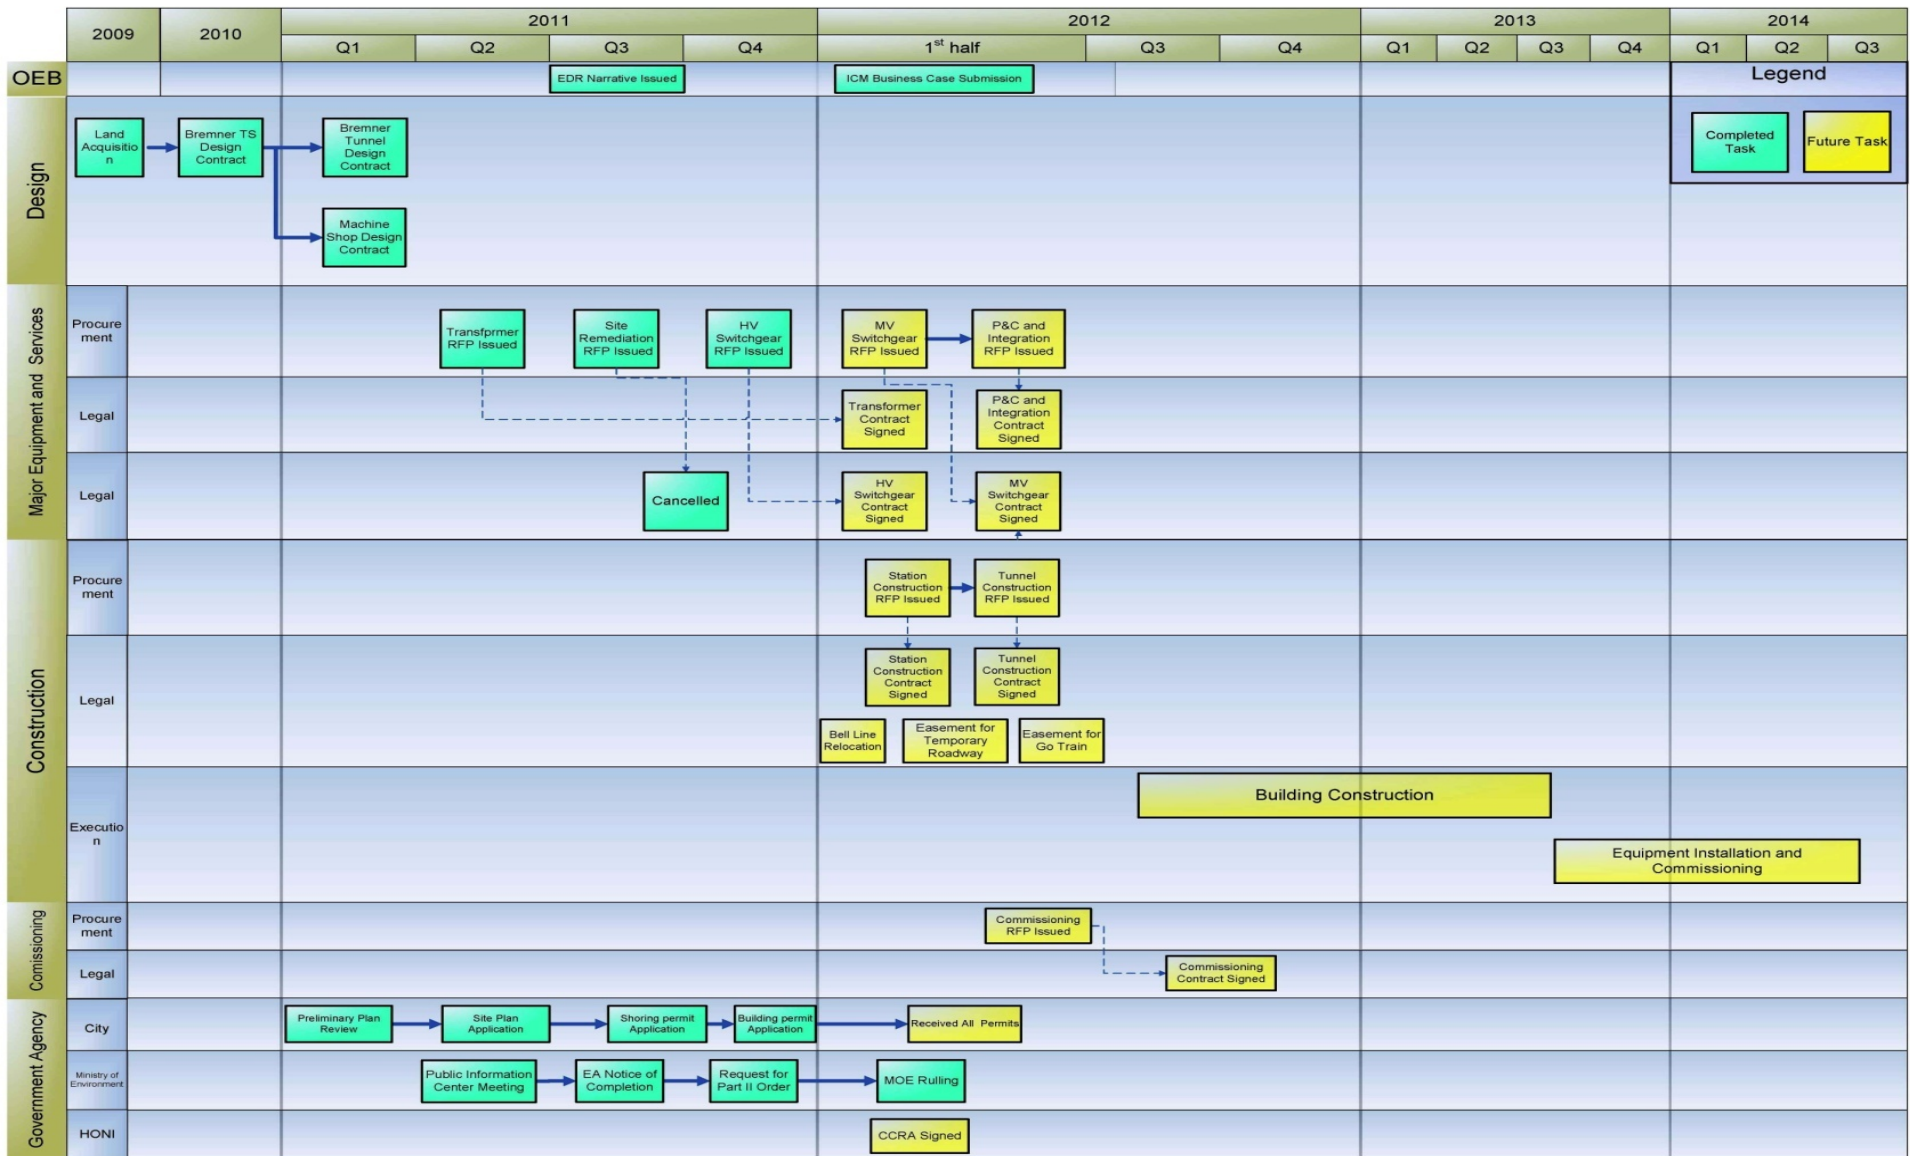 2009
2010
2011
2012
2013
2014
Q1
Q2
Q3
Q4
1st half
Q3
Q4
Q1
Q2
Q3
Q4
Q1
Q2
Q3
OEB
EDR Narrative Issued
ICM Business Case Submission
Legend
Completed
Task
Future Task
Design
Land
Acquisitio
n
Bremner TS
Design
Contract
Bremner
Tunnel
Design
Contract
Machine
Shop Design
Contract
Major Equipment and Services
Procure
ment
Transfprmer
RFP Issued
Site
Remediation
RFP Issued
HV
Switchgear
RFP Issued
MV
Switchgear
RFP Issued
P&C and
Integration
RFP Issued
Legal
Transformer
Contract
Signed
P&C and
Integration
Contract
Signed
Legal
Cancelled
HV
Switchgear
Contract
Signed
MV
Switchgear
Contract
Signed
Construction
Procure
ment
Station
Construction
RFP Issued
Tunnel
Construction
RFP Issued
Legal
Station
Construction
Contract
Signed
Tunnel
Construction
Contract
Signed
Bell Line
Relocation
Easement for
Temporary
Roadway
Easement for
Go Train
Executio
n
Building Construction
Equipment Installation and
Commissioning
Comissioning
Procure
ment
Commissioning
RFP Issued
Legal
Commissioning
Contract Signed
Government Agency
City
Preliminary Plan
Review
Site Plan
Application
Shoring permit
Application
Building permit
Application
Received All Permits
Ministry of
Environment
Public Information
Center Meeting
EA Notice of
Completion
Request for
Part II Order
MOE Rulling
HONI
CCRA Signed